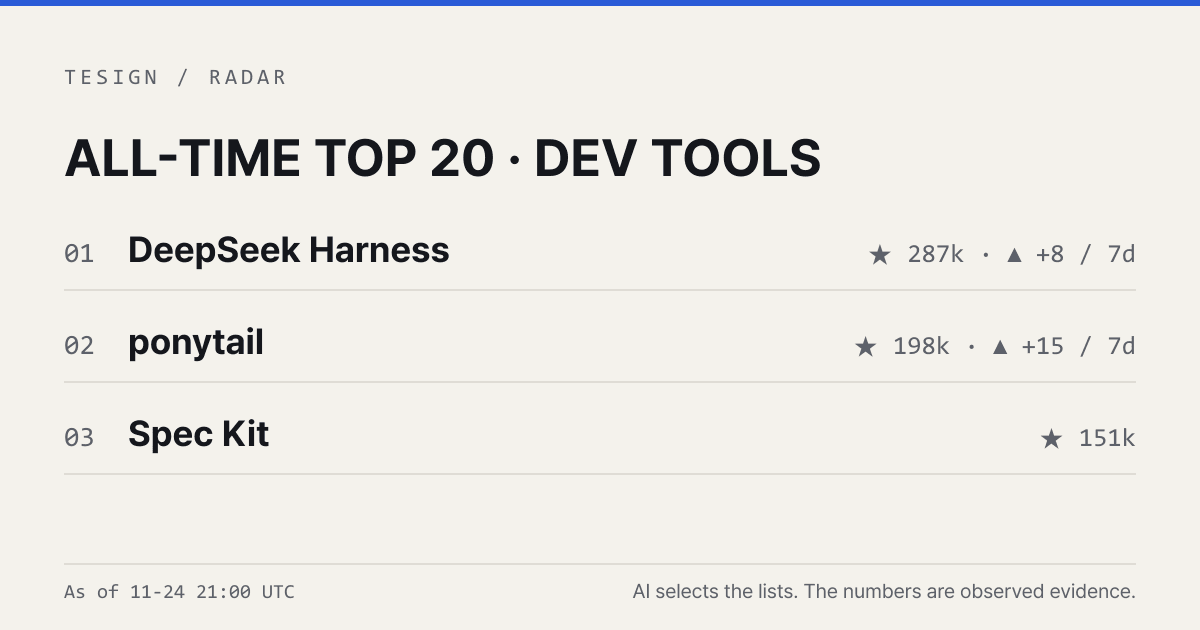 TESIGN / RADAR
ALL-TIME TOP 20 · DEV TOOLS
01 DeepSeek Harness ★ 287k · ▲ +8 / 7d
02 ponytail ★ 198k · ▲ +15 / 7d
03 Spec Kit ★ 151k
As of 11-24 21:00 UTC AI selects the lists. The numbers are observed evidence.